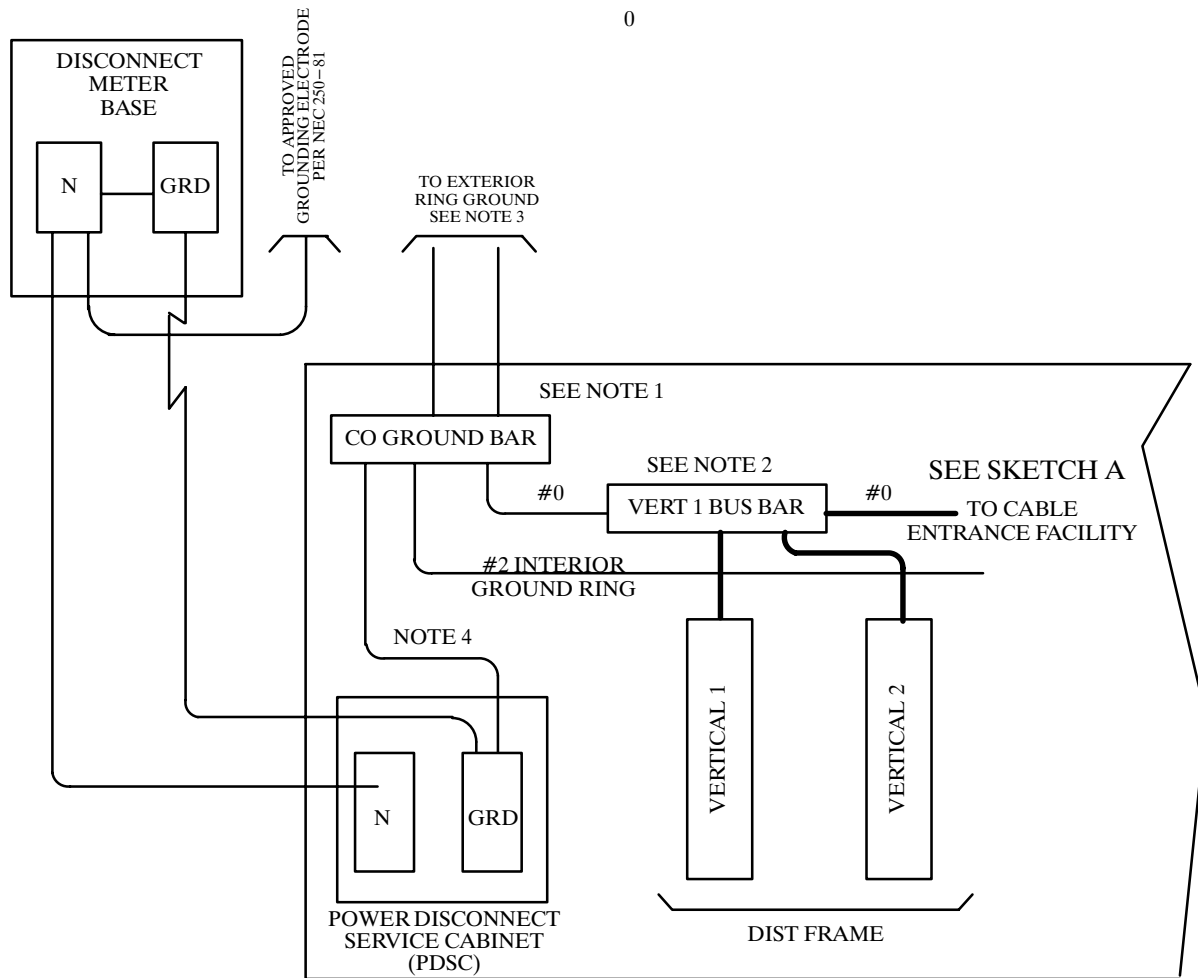 0
DISCONNECT
METER
BASE
N
GRD
TO APPROVED
GROUNDING ELECTRODE
PER NEC 250-81
TO EXTERIOR
RING GROUND
SEE NOTE 3
SEE NOTE 1
CO GROUND BAR
SEE NOTE 2
#0
VERT 1 BUS BAR
#0
SEE SKETCH A
TO CABLE
ENTRANCE FACILITY
#2 INTERIOR
GROUND RING
NOTE 4
VERTICAL 1
VERTICAL 2
N
GRD
POWER DISCONNECT
SERVICE CABINET
(PDSC)
DIST FRAME